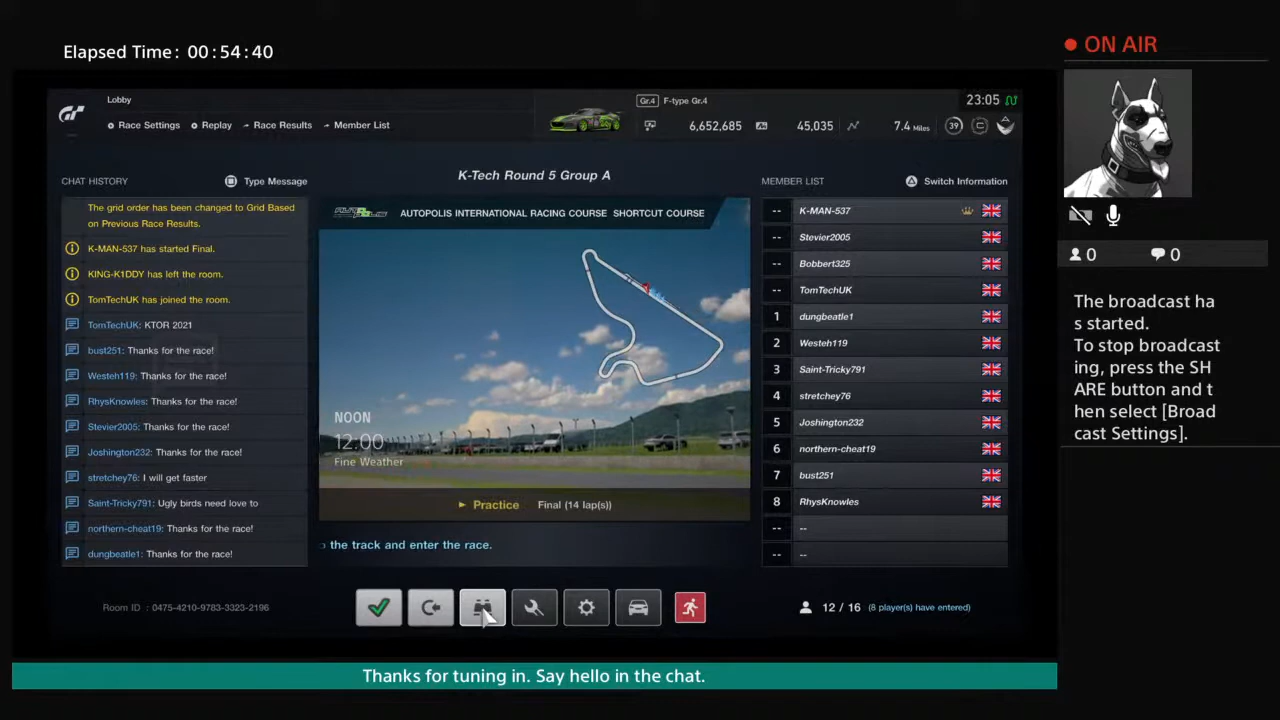 Elapsed Time: 00:54:40
ON AIR
Lobby
Race Settings
Replay
Race Results
Member List
Gr.4
F-type Gr.4
6,652,685
45,035
7.4 Miles
39
23:05
CHAT HISTORY
Type Message
K-Tech Round 5 Group A
MEMBER LIST
Switch Information
The grid order has been changed to Grid Based
on Previous Race Results.
K-MAN-537 has started Final.
KING-K1DDY has left the room.
TomTechUK has joined the room.
TomTechUK: KTOR 2021
bust251: Thanks for the race!
Westeh119: Thanks for the race!
RhysKnowles: Thanks for the race!
Stevier2005: Thanks for the race!
Joshington232: Thanks for the race!
stretchey76: I will get faster
Saint-Tricky791: Ugly birds need love to
northern-cheat19: Thanks for the race!
dungbeatle1: Thanks for the race!
AUTOPOLIS
AUTOPOLIS INTERNATIONAL RACING COURSE SHORTCUT COURSE
NOON
12:00
Fine Weather
Practice Final (14 lap(s))
the track and enter the race.
-- K-MAN-537
-- Stevier2005
-- Bobbert325
-- TomTechUK
1 dungbeatle1
2 Westeh119
3 Saint-Tricky791
4 stretchey76
5 Joshington232
6 northern-cheat19
7 bust251
8 RhysKnowles
-- --
-- --
Room ID : 0475-4210-9783-3323-2196
12 / 16 (8 player(s) have entered)
0
0
The broadcast ha
s started.
To stop broadcast
ing, press the SH
ARE button and t
hen select [Broad
cast Settings].
Thanks for tuning in. Say hello in the chat.